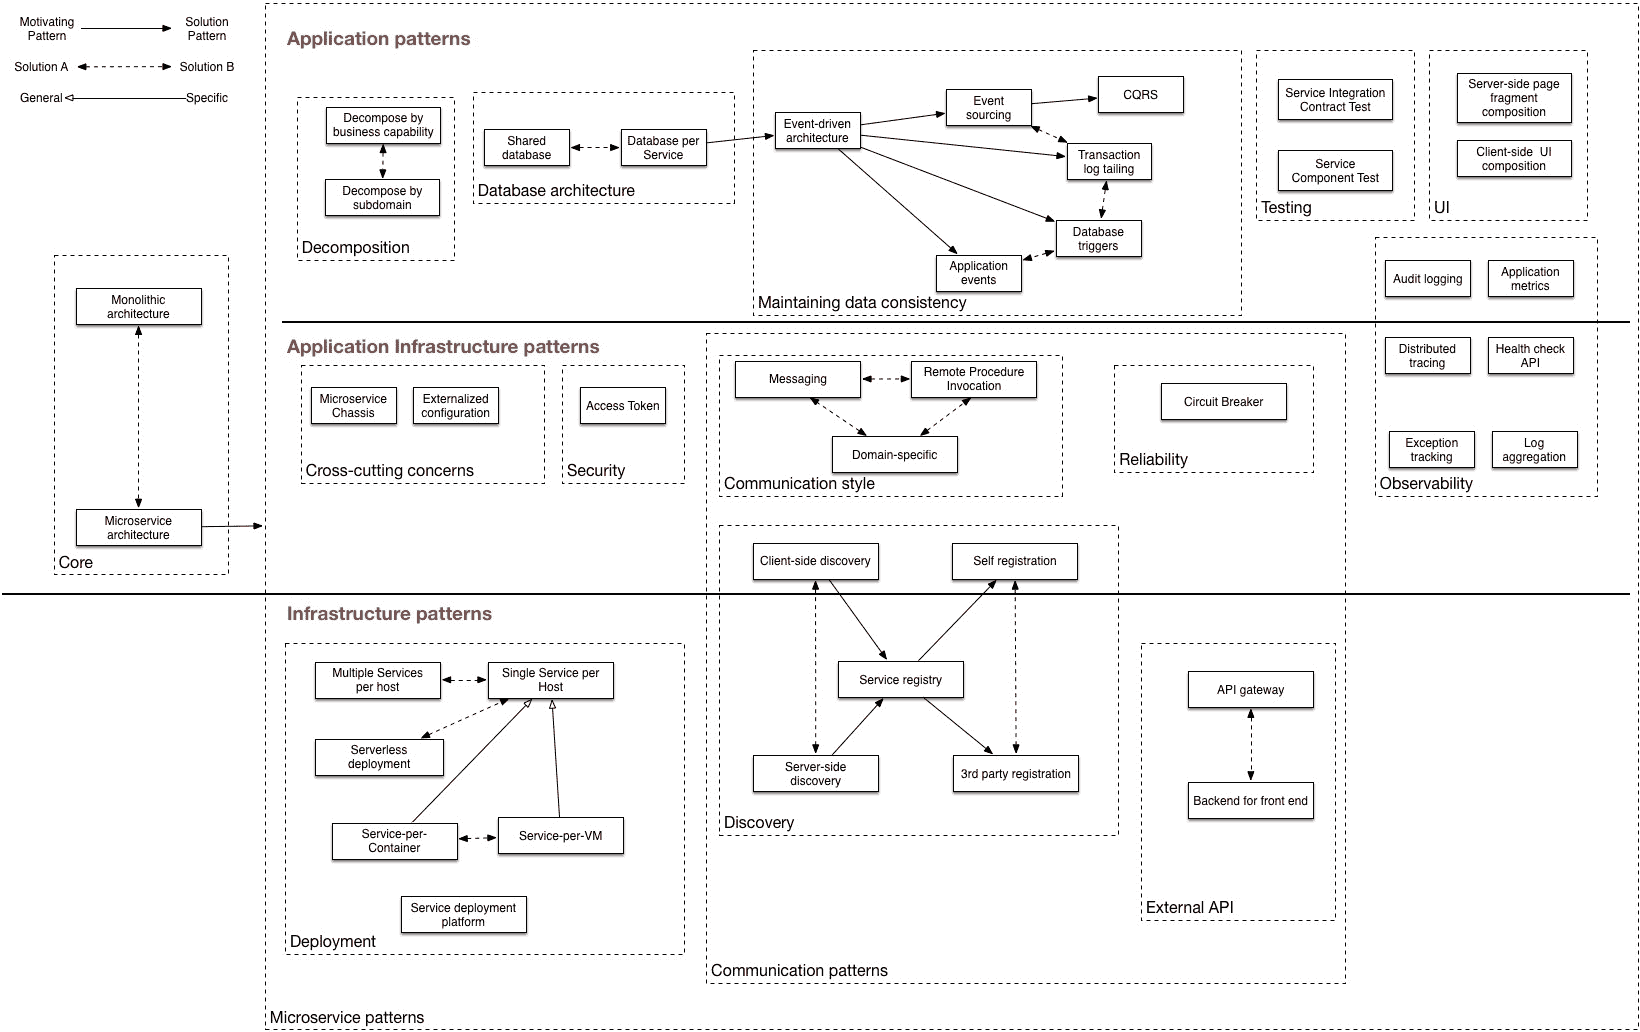 Motivating
Pattern
Solution
Pattern
Solution A
Solution B
General
Specific
Application patterns
Decompose by
business capability
Decompose by
subdomain
Decomposition
Shared
database
Database per
Service
Database architecture
Event-driven
architecture
Event
sourcing
CQRS
Transaction
log tailing
Database
triggers
Application
events
Maintaining data consistency
Service Integration
Contract Test
Service
Component Test
Testing
Server-side page
fragment
composition
Client-side UI
composition
UI
Monolithic
architecture
Microservice
architecture
Core
Audit logging
Application
metrics
Distributed
tracing
Health check
API
Exception
tracking
Log
aggregation
Observability
Application Infrastructure patterns
Microservice
Chassis
Externalized
configuration
Cross-cutting concerns
Access Token
Security
Messaging
Remote Procedure
Invocation
Domain-specific
Communication style
Circuit Breaker
Reliability
Client-side discovery
Self registration
Service registry
Server-side
discovery
3rd party registration
Discovery
Infrastructure patterns
Multiple Services
per host
Single Service per
Host
Serverless
deployment
Service-per-
Container
Service-per-VM
Service deployment
platform
Deployment
API gateway
Backend for front end
External API
Communication patterns
Microservice patterns